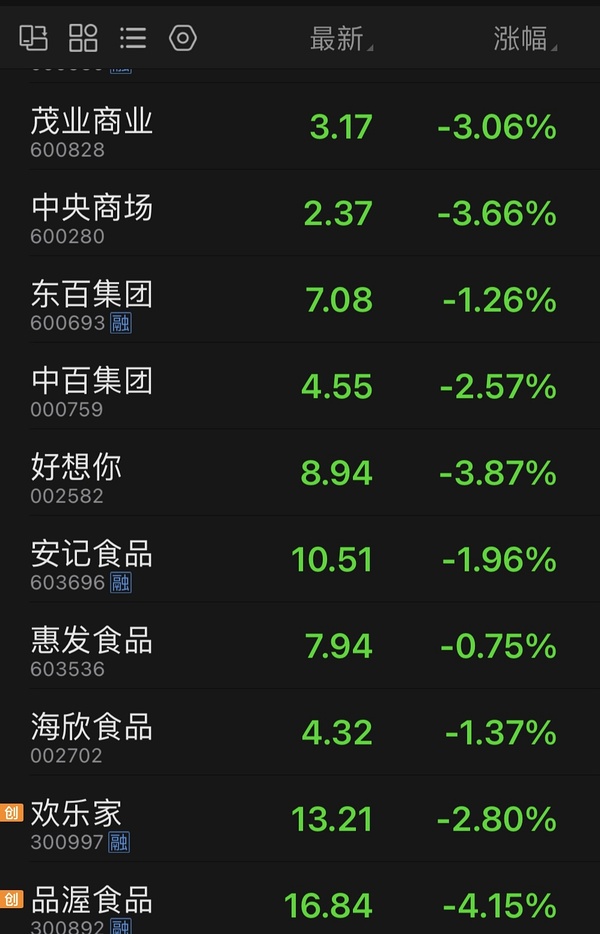 最新 涨幅
融
茂业商业 3.17 -3.06%
600828
中央商场 2.37 -3.66%
600280
东百集团 7.08 -1.26%
600693 融
中百集团 4.55 -2.57%
000759
好想你 8.94 -3.87%
002582
安记食品 10.51 -1.96%
603696 融
惠发食品 7.94 -0.75%
603536
海欣食品 4.32 -1.37%
002702
创 欢乐家 13.21 -2.80%
300997 融
创 品渥食品 16.84 -4.15%
300892 融